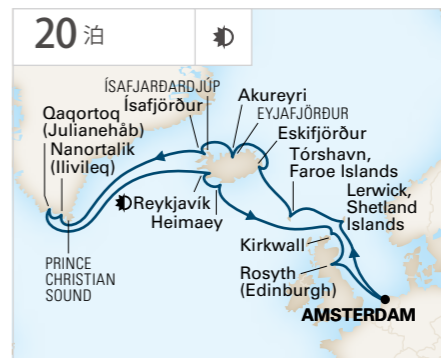 20 泊
ÍSAFJARÐARDJÚP
Ísafjörður
Akureyri
EYJAFJÖRÐUR
Eskifjörður
Qaqortoq
(Julianehåb)
Nanortalik
(Ilivileq)
Tórshavn,
Faroe Islands
Lerwick,
Shetland
Islands
Reykjavík
Heimaey
Kirkwall
Rosyth
(Edinburgh)
PRINCE
CHRISTIAN
SOUND
AMSTERDAM